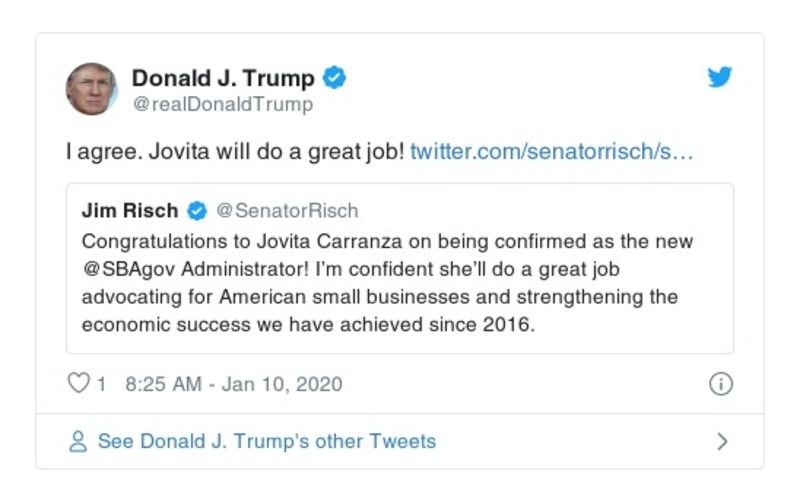 Donald J. Trump
@realDonaldTrump
I agree. Jovita will do a great job! twitter.com/senatorrisch/s…
Jim Risch @SenatorRisch
Congratulations to Jovita Carranza on being confirmed as the new
@SBAgov Administrator! I'm confident she'll do a great job
advocating for American small businesses and strengthening the
economic success we have achieved since 2016.
1 8:25 AM - Jan 10, 2020
See Donald J. Trump's other Tweets